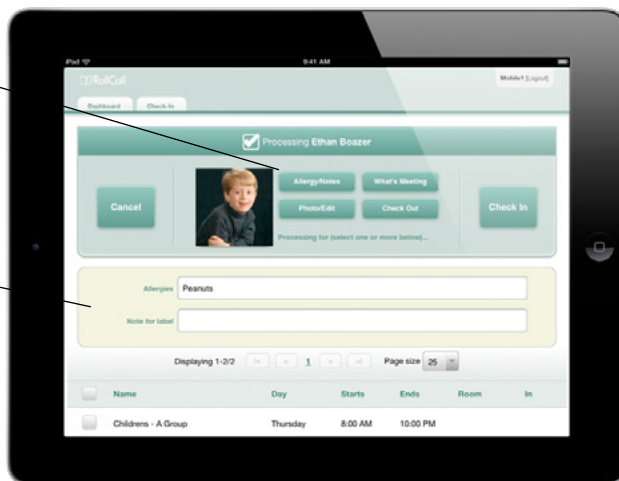 iPad 9:41 AM
RollCall Mobile1 [Logout]
Dashboard Check-In
Processing Ethan Boazer
Allergy/Notes What's Meeting
Cancel Check In
Photo/Edit Check Out
Processing for (select one or more below)...
Allergies Peanuts
Note for label
Displaying 1-2/2 1 Page size 25
Name Day Starts Ends Room In
Childrens - A Group Thursday 8:00 AM 10:00 PM